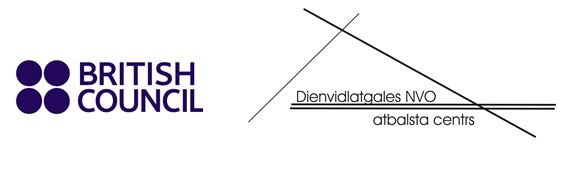 BRITISH
COUNCIL
Dienvidlatgales NVO
atbalsta centrs